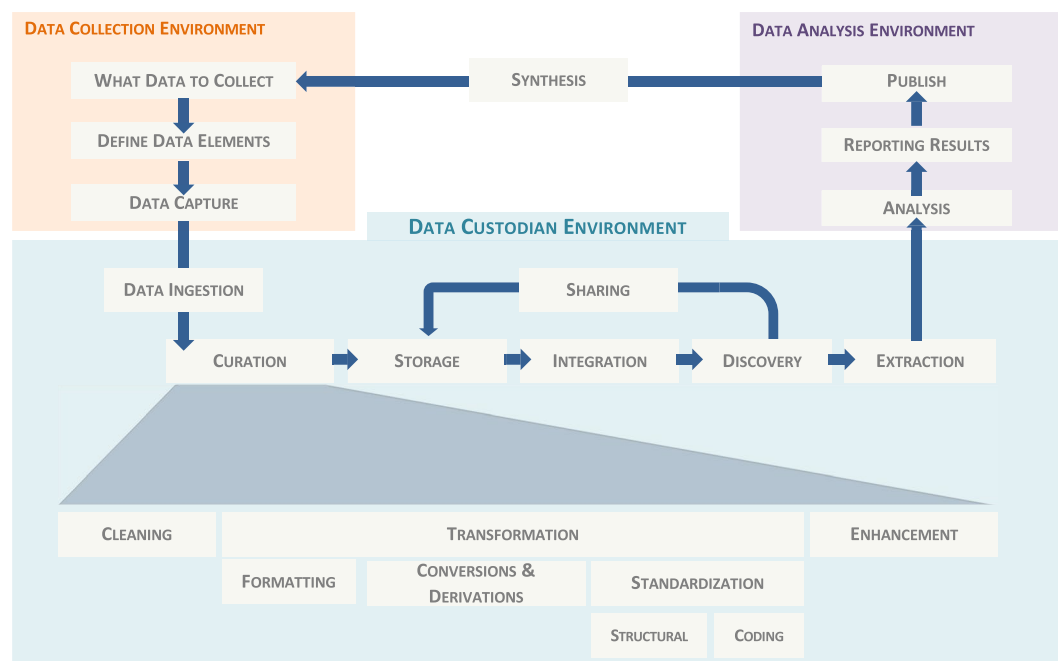 DATA COLLECTION ENVIRONMENT
DATA ANALYSIS ENVIRONMENT
WHAT DATA TO COLLECT
SYNTHESIS
PUBLISH
DEFINE DATA ELEMENTS
REPORTING RESULTS
DATA CAPTURE
ANALYSIS
DATA CUSTODIAN ENVIRONMENT
DATA INGESTION
SHARING
CURATION
STORAGE
INTEGRATION
DISCOVERY
EXTRACTION
CLEANING
TRANSFORMATION
ENHANCEMENT
FORMATTING
CONVERSIONS &
DERIVATIONS
STANDARDIZATION
STRUCTURAL
CODING